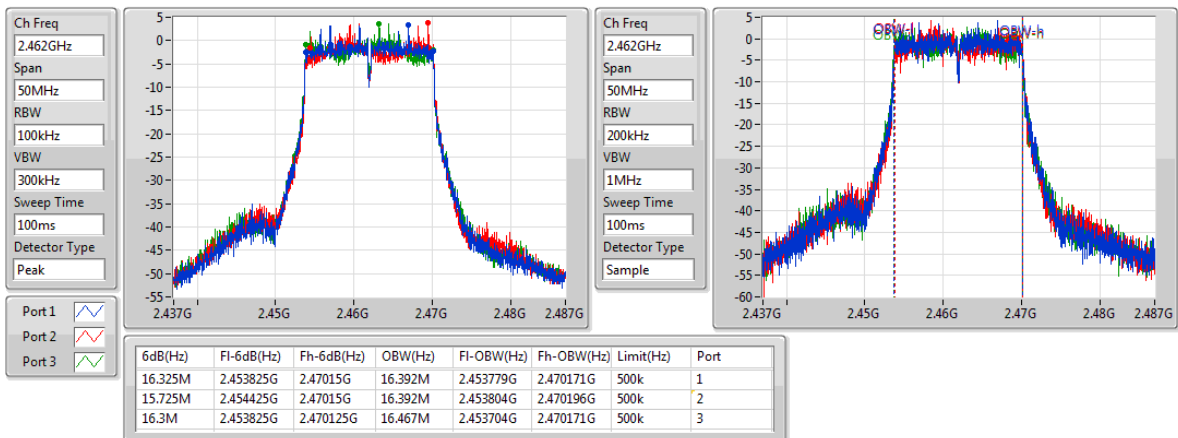 Ch Freq
2.462GHz
Span
50MHz
RBW
100kHz
VBW
300kHz
Sweep Time
100ms
Detector Type
Peak
Port 1
Port 2
Port 3
5
0
-5
-10
-15
-20
-25
-30
-35
-40
-45
-50
-55
2.437G
2.45G
2.46G
2.47G
2.48G
2.487G
Ch Freq
2.462GHz
Span
50MHz
RBW
200kHz
VBW
1MHz
Sweep Time
100ms
Detector Type
Sample
5
0
-5
-10
-15
-20
-25
-30
-35
-40
-45
-50
-55
-60
OBW-h
2.437G
2.45G
2.46G
2.47G
2.48G
2.487G
6dB(Hz) Fl-6dB(Hz) Fh-6dB(Hz) OBW(Hz) Fl-OBW(Hz) Fh-OBW(Hz) Limit(Hz) Port
16.325M 2.453825G 2.47015G 16.392M 2.453779G 2.470171G 500k 1
15.725M 2.454425G 2.47015G 16.392M 2.453804G 2.470196G 500k 2
16.3M 2.453825G 2.470125G 16.467M 2.453704G 2.470171G 500k 3